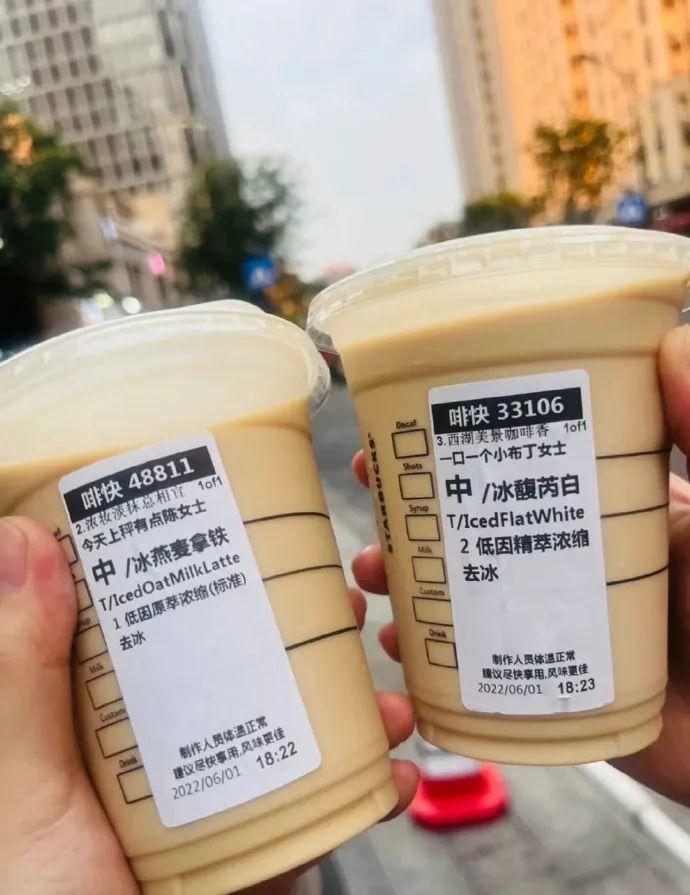 啡快 48811
2.浓妆淡抹总相宜 1of1
今天上秤有点陈女士
中/冰燕麦拿铁
T/IcedOatMilkLatte
1 低因原萃浓缩(标准)
去冰
制作人员体温正常
建议尽快享用,风味更佳
2022/06/01 18:22
Milk
Custom
Drink
啡快 33106
3.西湖美景咖啡香 1of1
一口一个小布丁女士
中/冰馥芮白
T/IcedFlatWhite
2 低因精萃浓缩
去冰
制作人员体温正常
建议尽快享用,风味更佳
2022/06/01 18:23
Decaf
Shots
Syrup
Milk
Custom
Drink
STARBUCKS